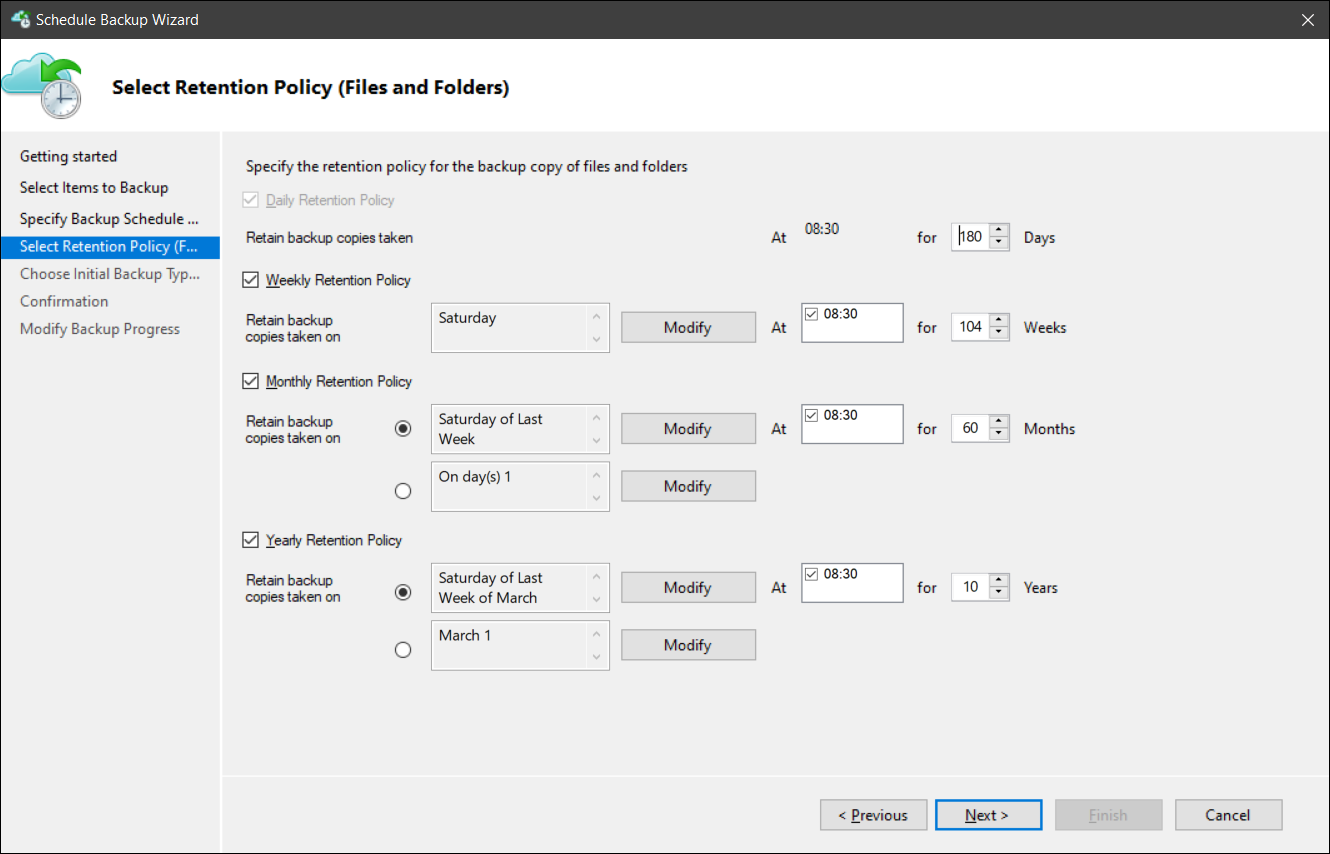 Schedule Backup Wizard
Select Retention Policy (Files and Folders)
Getting started
Select Items to Backup
Specify Backup Schedule ...
Select Retention Policy (F...
Choose Initial Backup Typ...
Confirmation
Modify Backup Progress
Specify the retention policy for the backup copy of files and folders
Daily Retention Policy
Retain backup copies taken At 08:30 for 180 Days
Weekly Retention Policy
Retain backup
copies taken on
Saturday
Modify At 08:30 for 104 Weeks
Monthly Retention Policy
Retain backup
copies taken on
Saturday of Last
Week
Modify At 08:30 for 60 Months
On day(s) 1
Modify
Yearly Retention Policy
Retain backup
copies taken on
Saturday of Last
Week of March
Modify At 08:30 for 10 Years
March 1
Modify
< Previous Next > Finish Cancel